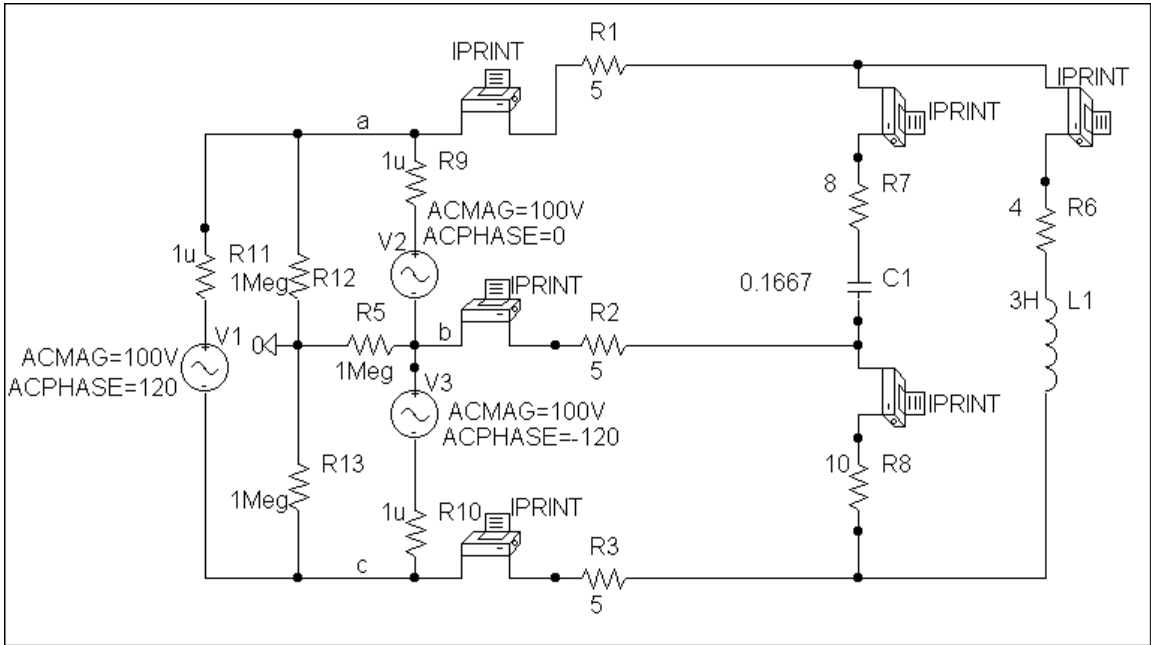 R1
IPRINT
5
IPRINT
IPRINT
a
1u
R9
8
R7
4
R6
ACMAG=100V
ACPHASE=0
1u
R11
1Meg
R12
V2
IPRINT
0.1667
C1
3H
L1
R5
b
R2
V1
0
1Meg
5
ACMAG=100V
ACPHASE=120
V3
ACMAG=100V
ACPHASE=-120
IPRINT
R13
10
R8
1Meg
1u
R10
IPRINT
R3
c
5